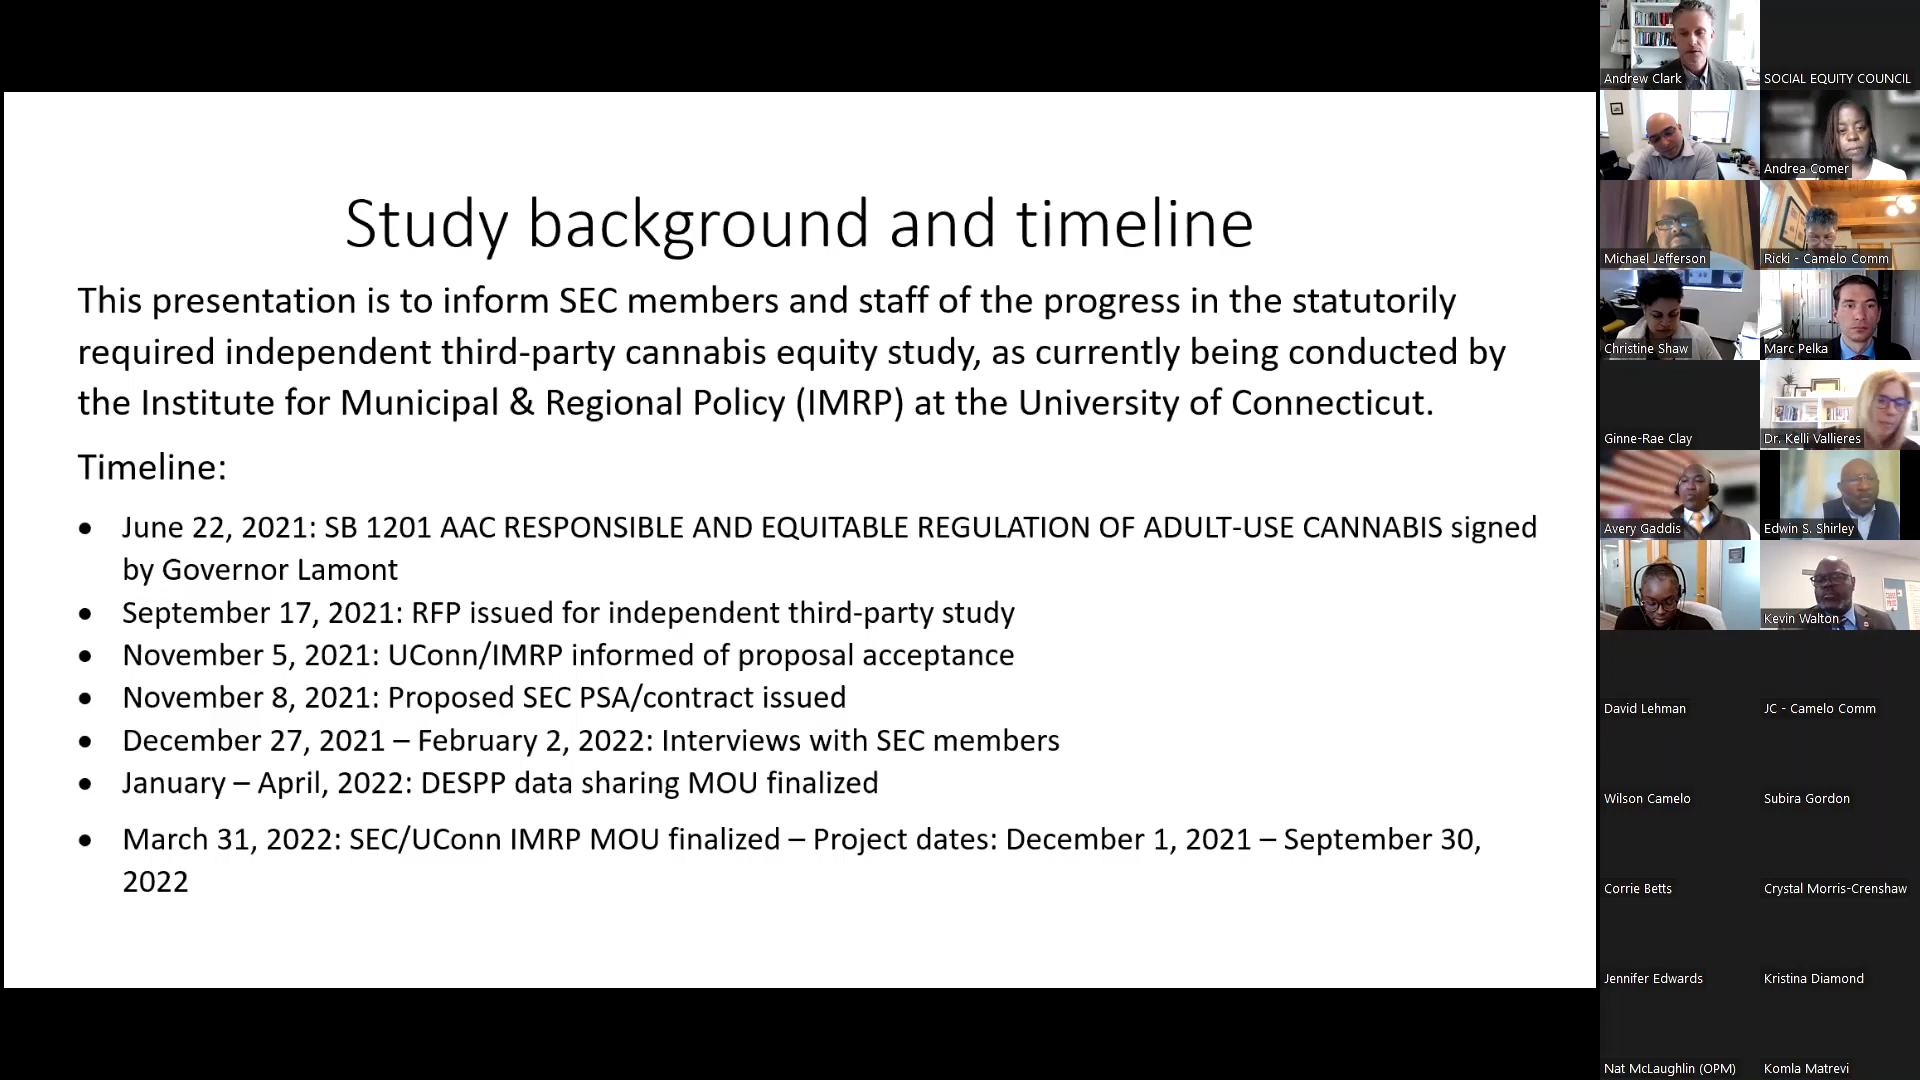 Study background and timeline
This presentation is to inform SEC members and staff of the progress in the statutorily
required independent third-party cannabis equity study, as currently being conducted by
the Institute for Municipal & Regional Policy (IMRP) at the University of Connecticut.
Timeline:
• June 22, 2021: SB 1201 AAC RESPONSIBLE AND EQUITABLE REGULATION OF ADULT-USE CANNABIS signed
by Governor Lamont
• September 17, 2021: RFP issued for independent third-party study
• November 5, 2021: UConn/IMRP informed of proposal acceptance
• November 8, 2021: Proposed SEC PSA/contract issued
• December 27, 2021 – February 2, 2022: Interviews with SEC members
• January – April, 2022: DESPP data sharing MOU finalized
• March 31, 2022: SEC/UConn IMRP MOU finalized – Project dates: December 1, 2021 – September 30,
2022
Andrew Clark
SOCIAL EQUITY COUNCIL
Andrea Comer
Michael Jefferson
Ricki - Camelo Comm
Christine Shaw
Marc Pelka
Ginne-Rae Clay
Dr. Kelli Vallieres
Avery Gaddis
Edwin S. Shirley
Kevin Walton
David Lehman
JC - Camelo Comm
Wilson Camelo
Subira Gordon
Corrie Betts
Crystal Morris-Crenshaw
Jennifer Edwards
Kristina Diamond
Nat McLaughlin (OPM)
Komla Matrevi